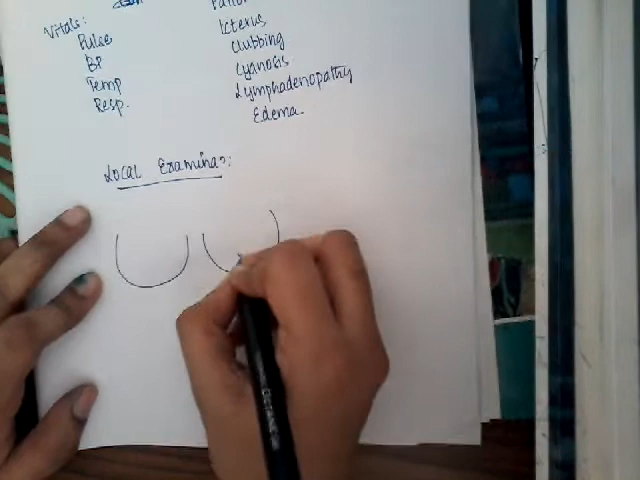 Vitals:
Pulse
BP
Temp
Resp.
Icterus
Clubbing
Cyanosis
Lymphadenopathy
Edema.
Local Examina?: